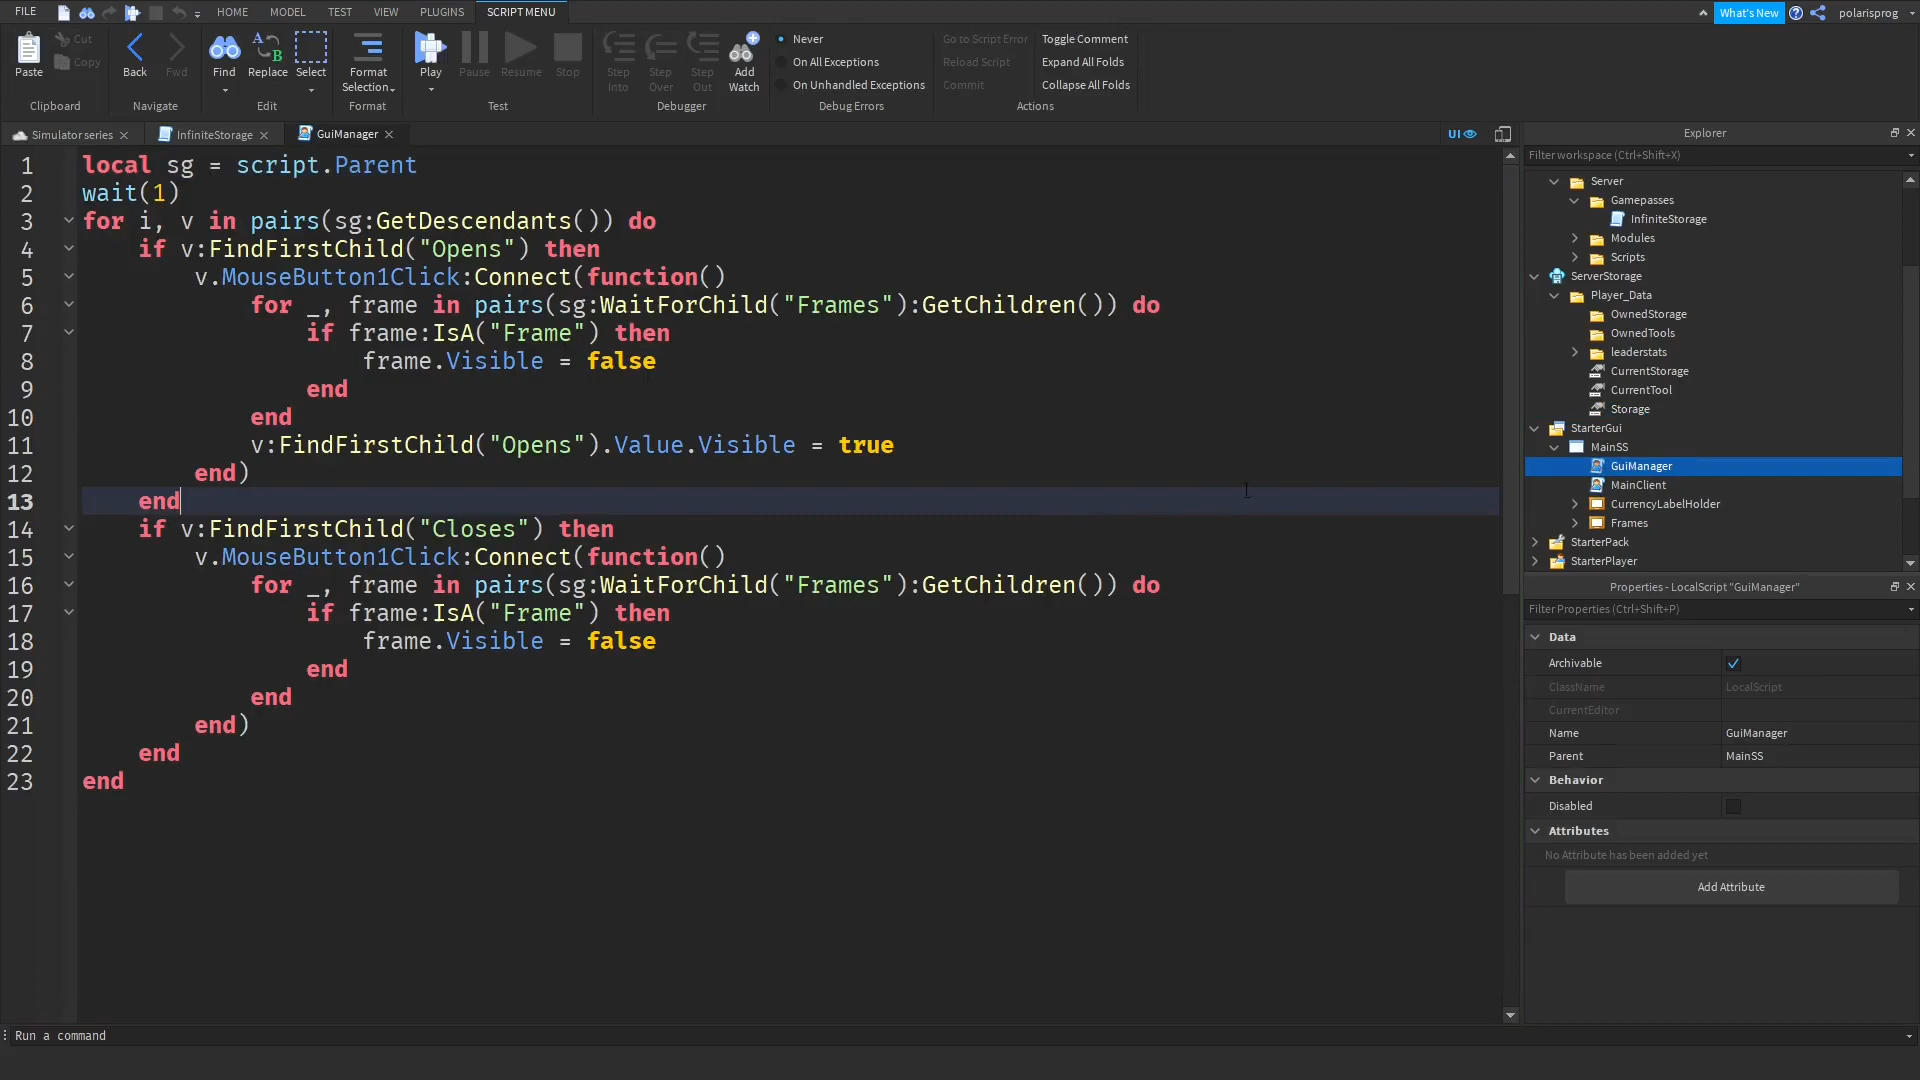 FILE HOME MODEL TEST VIEW PLUGINS SCRIPT MENU What's New polarisprog
Paste Cut Copy Clipboard
Back Fwd Navigate
Find Replace Select Edit
Format Selection Format
Play Pause Resume Stop Test
Step Into Step Over Step Out Add Watch Debugger
Never
On All Exceptions
On Unhandled Exceptions
Debug Errors
Go to Script Error Toggle Comment
Reload Script Expand All Folds
Commit Collapse All Folds
Actions
Simulator series InfiniteStorage GuiManager UI
1 local sg = script.Parent
2 wait(1)
3 for i, v in pairs(sg:GetDescendants()) do
4 if v:FindFirstChild("Opens") then
5 v.MouseButton1Click:Connect(function()
6 for _, frame in pairs(sg:WaitForChild("Frames"):GetChildren()) do
7 if frame:IsA("Frame") then
8 frame.Visible = false
9 end
10 end
11 v:FindFirstChild("Opens").Value.Visible = true
12 end)
13 end
14 if v:FindFirstChild("Closes") then
15 v.MouseButton1Click:Connect(function()
16 for _, frame in pairs(sg:WaitForChild("Frames"):GetChildren()) do
17 if frame:IsA("Frame") then
18 frame.Visible = false
19 end
20 end
21 end)
22 end
23 end
Explorer
Filter workspace (Ctrl+Shift+X)
Server
Gamepasses
InfiniteStorage
Modules
Scripts
ServerStorage
Player_Data
OwnedStorage
OwnedTools
leaderstats
CurrentStorage
CurrentTool
Storage
StarterGui
MainSS
GuiManager
MainClient
CurrencyLabelHolder
Frames
StarterPack
StarterPlayer
Properties - LocalScript "GuiManager"
Filter Properties (Ctrl+Shift+P)
Data
Archivable
ClassName LocalScript
CurrentEditor
Name GuiManager
Parent MainSS
Behavior
Disabled
Attributes
No Attribute has been added yet
Add Attribute
Run a command